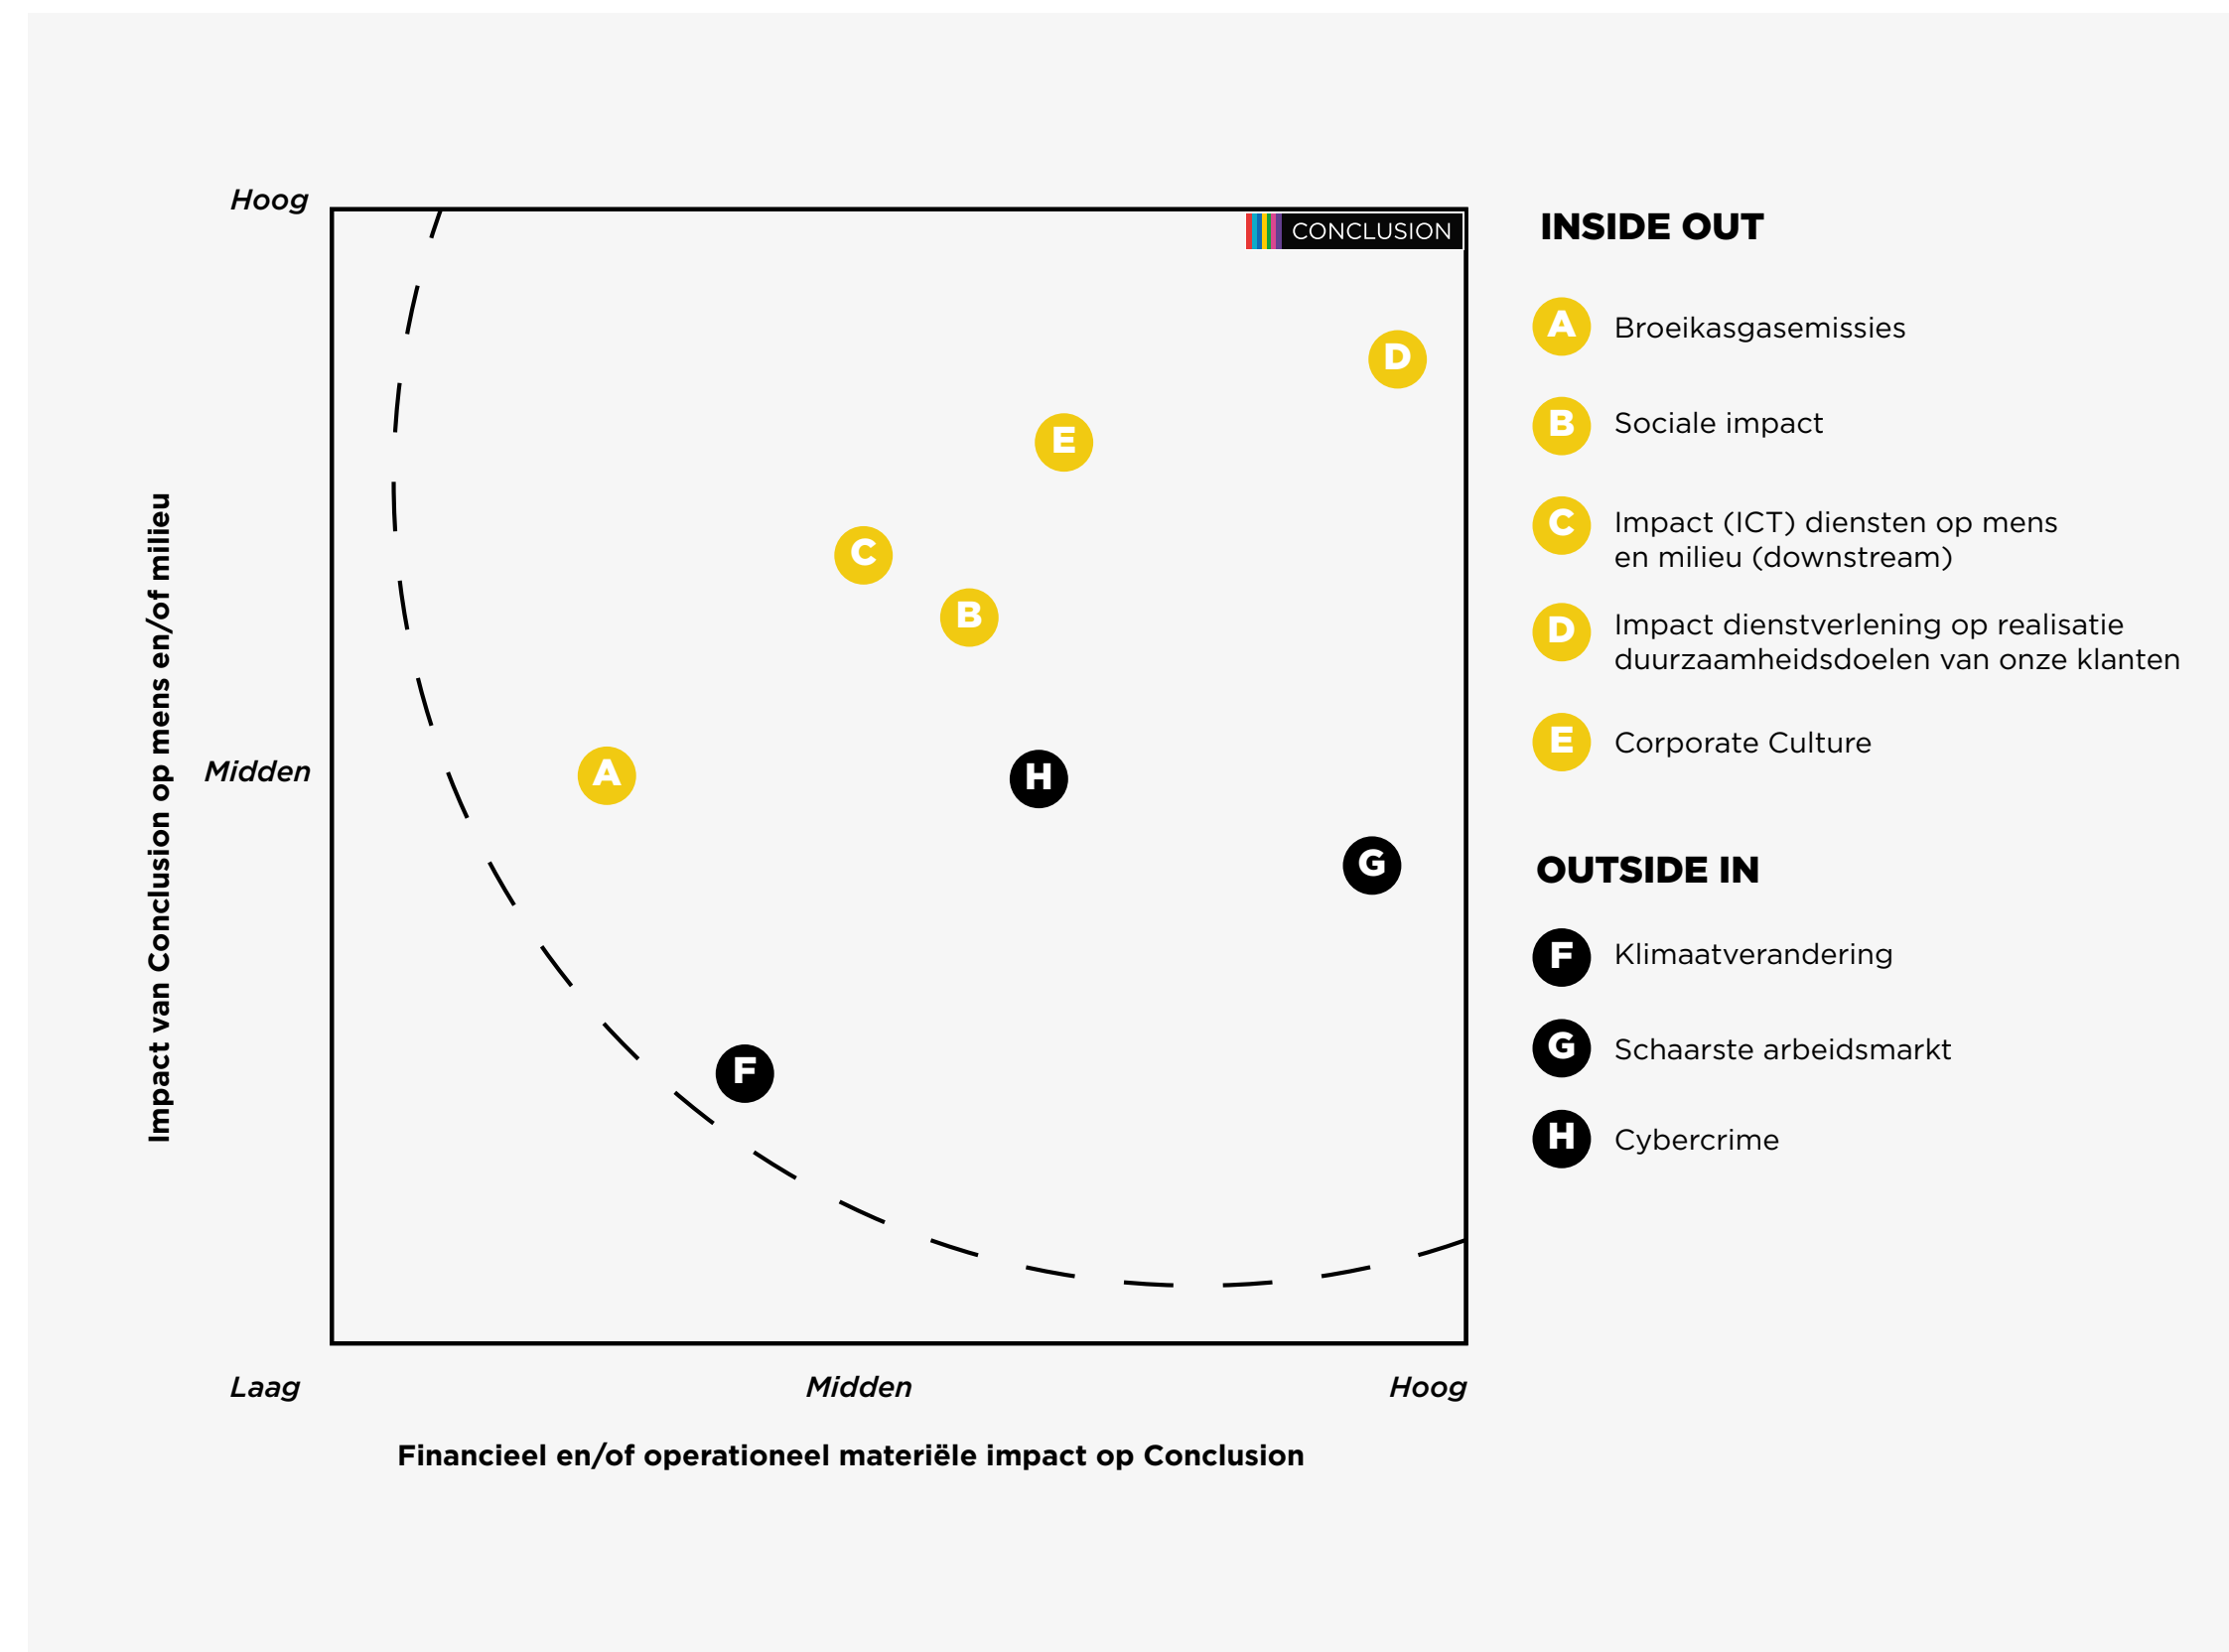 Hoog
CONCLUSION
D
E
C
B
Midden
A
H
G
F
Impact van Conclusion op mens en/of milieu
Laag
Midden
Hoog
Financieel en/of operationeel materiële impact op Conclusion
INSIDE OUT
A Broeikasgasemissies
B Sociale impact
C Impact (ICT) diensten op mens
en milieu (downstream)
D Impact dienstverlening op realisatie
duurzaamheidsdoelen van onze klanten
E Corporate Culture
OUTSIDE IN
F Klimaatverandering
G Schaarste arbeidsmarkt
H Cybercrime